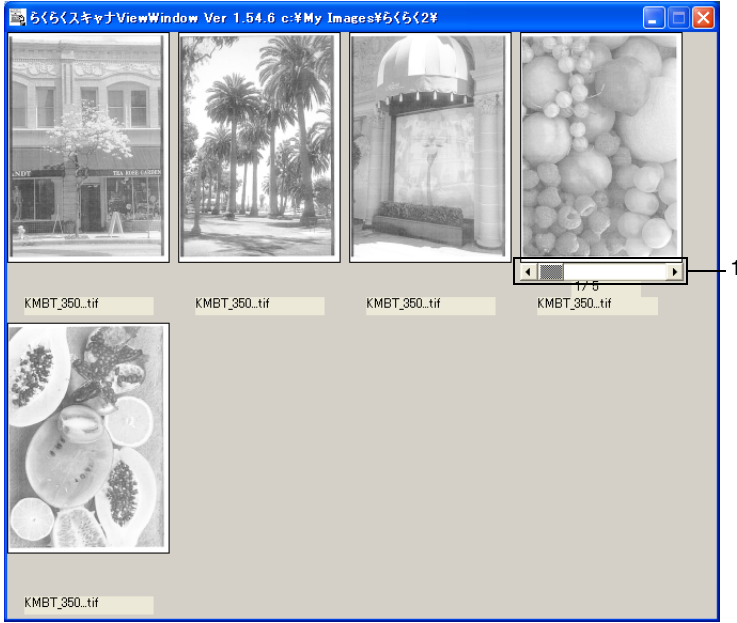 らくらくスキャナViewWindow Ver 1.54.6 c:¥My Images¥らくらく2¥
NDT
TEA ROSE GARDEN
1
1/ 5
KMBT_350...tif
KMBT_350...tif
KMBT_350...tif
KMBT_350...tif
KMBT_350...tif